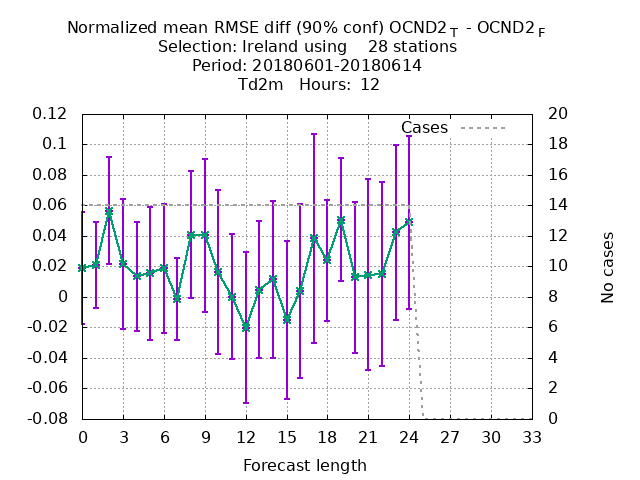 Normalized mean RMSE diff (90% conf) OCND2 T - OCND2 F
Selection: Ireland using 28 stations
Period: 20180601-20180614
Td2m Hours: 12
Cases
0.12
0.1
0.08
0.06
0.04
0.02
0
-0.02
-0.04
-0.06
-0.08
20
18
16
14
12
10
8
6
4
2
0
No cases
0 3 6 9 12 15 18 21 24 27 30 33
Forecast length